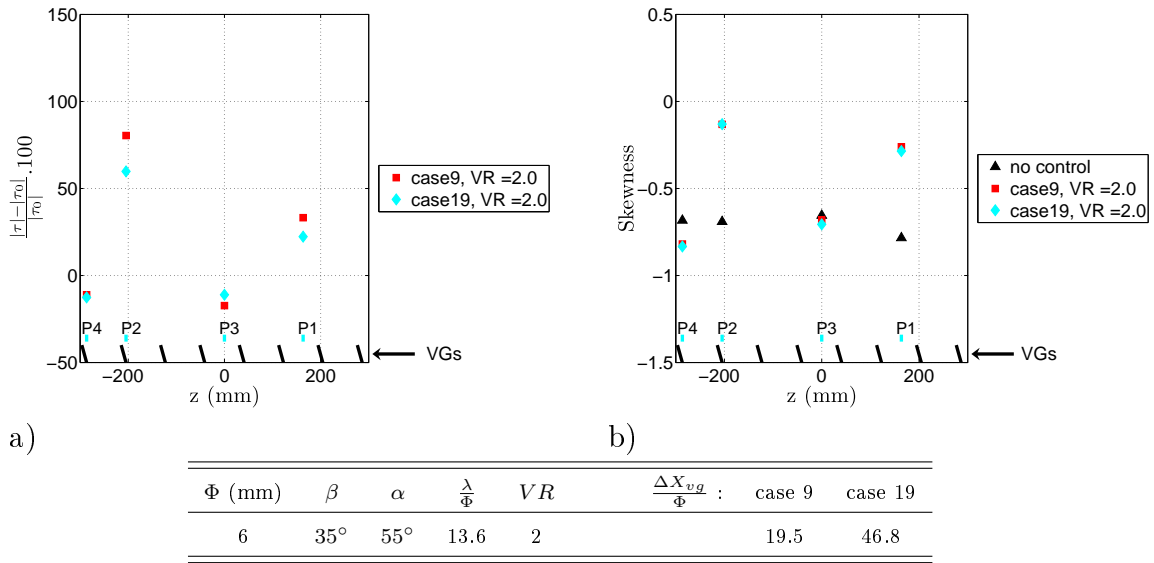 150
100
50
0
−50
|τ|−|τ₀| / |τ₀| .100
−200 0 200
z (mm)
P4 P2 P3 P1
VGs
case9, VR =2.0
case19, VR =2.0
a)
0.5
0
−0.5
−1
−1.5
Skewness
−200 0 200
z (mm)
P4 P2 P3 P1
VGs
no control
case9, VR =2.0
case19, VR =2.0
b)
Φ (mm) β α λ/Φ VR ΔX_vg/Φ : case 9 case 19
6 35° 55° 13.6 2 19.5 46.8